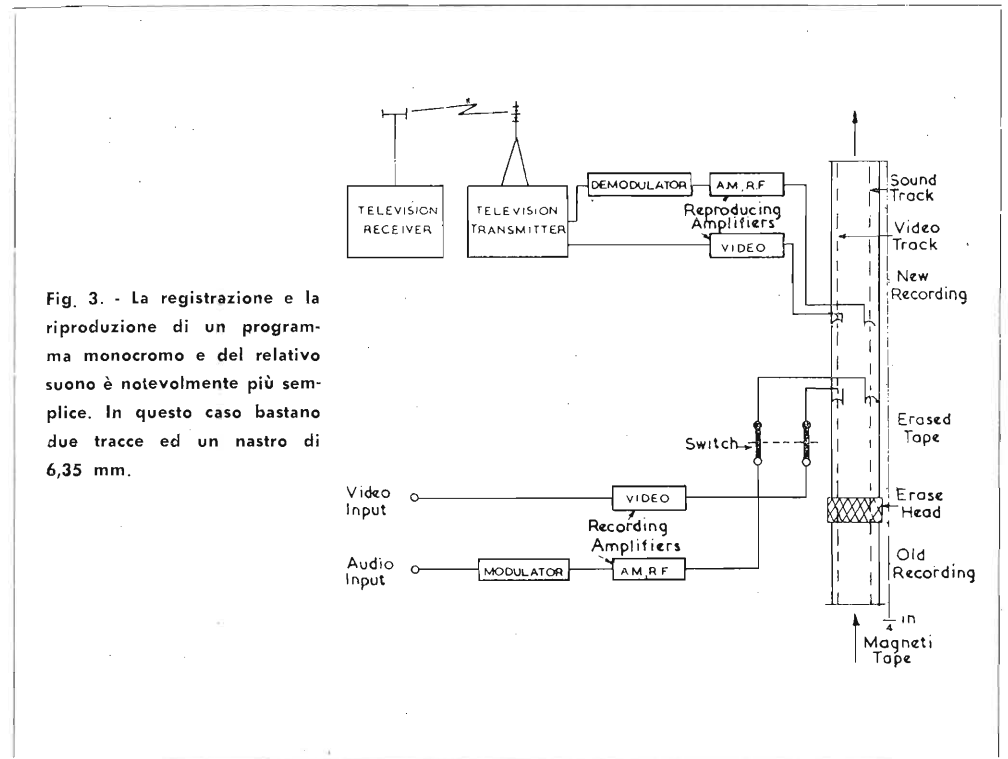 Fig. 3. - La registrazione e la
riproduzione di un program-
ma monocromo e del relativo
suono è notevolmente più sem-
plice. In questo caso bastano
due tracce ed un nastro di
6,35 mm.
TELEVISION
RECEIVER
TELEVISION
TRANSMITTER
DEMODULATOR
A.M, R.F
Reproducing
Amplifiers
VIDEO
Sound
Track
Video
Track
New
Recording
Switch
Erased
Tape
Video
Input
VIDEO
Recording
Amplifiers
Erase
Head
Audio
Input
MODULATOR
A.M, R.F
Old
Recording
4 in
Magneti
Tape